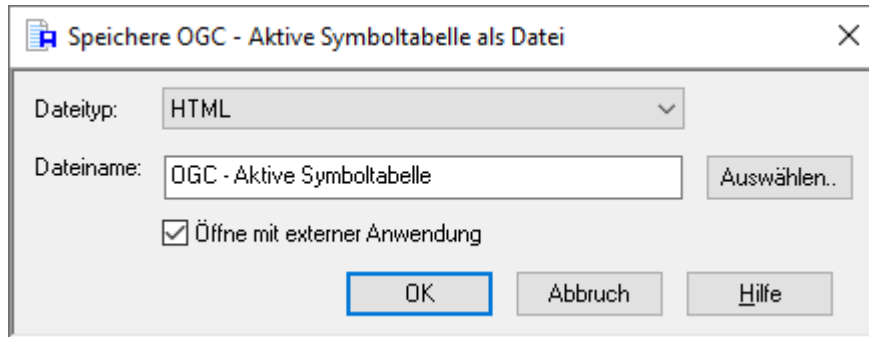 Speichere OGC - Aktive Symboltabelle als Datei
Dateityp: HTML
Dateiname: OGC - Aktive Symboltabelle Auswählen..
Öffne mit externer Anwendung
OK Abbruch Hilfe